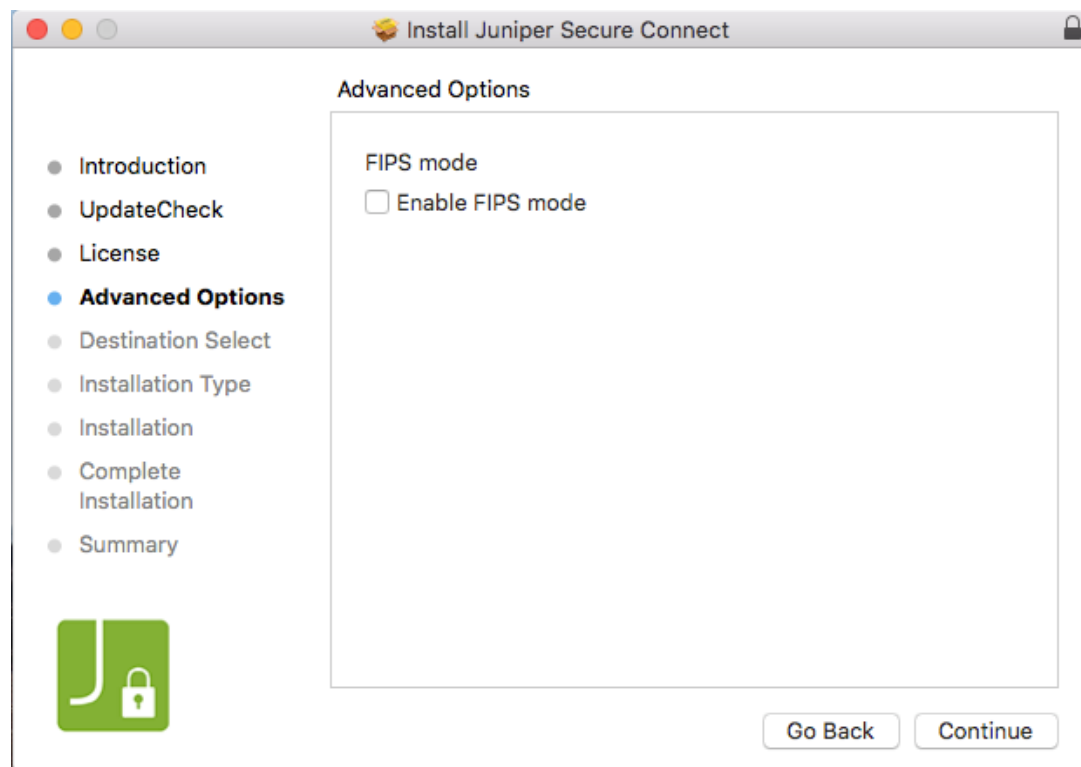 Install Juniper Secure Connect
Advanced Options
Introduction
UpdateCheck
License
Advanced Options
Destination Select
Installation Type
Installation
Complete
Installation
Summary
FIPS mode
Enable FIPS mode
J
Go Back
Continue